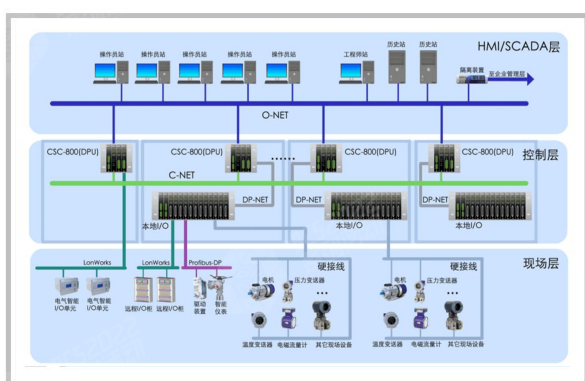 HMI/SCADA层
操作员站 操作员站 操作员站 操作员站 操作员站 工程师站 历史站 历史站
隔离装置
至企业管理层
O-NET
CSC-800(DPU) CSC-800(DPU) CSC-800(DPU) CSC-800(DPU) 控制层
......
C-NET
DP-NET DP-NET DP-NET
本地I/O 本地I/O 本地I/O
LonWorks LonWorks Profibus-DP 硬接线 硬接线 现场层
电机 压力变送器 电机 压力变送器
... ...
电气智能 电气智能 远程I/O柜 远程I/O柜 驱动 智能
I/O单元 I/O单元 装置 仪表
温度变送器 电磁流量计 其它现场设备 温度变送器 电磁流量计 其它现场设备